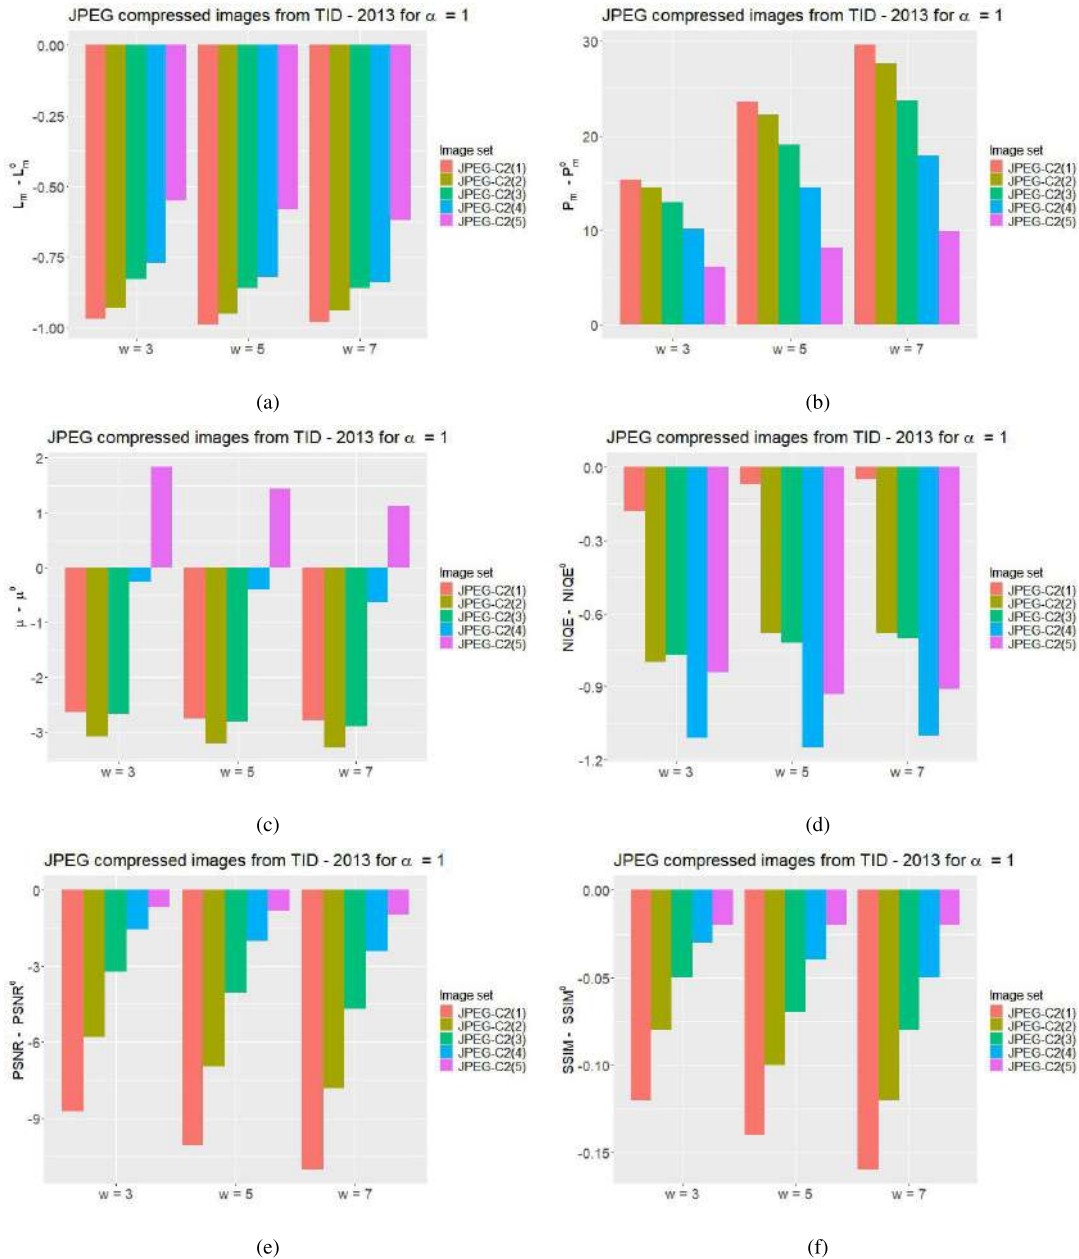 JPEG compressed images from TID - 2013 for α = 1
0.00
-0.25
-0.50
-0.75
-1.00
L_m - L⁰_m
w = 3
w = 5
w = 7
Image set
JPEG-C2(1)
JPEG-C2(2)
JPEG-C2(3)
JPEG-C2(4)
JPEG-C2(5)
(a)
JPEG compressed images from TID - 2013 for α = 1
30
20
10
0
P_m - P⁰_m
w = 3
w = 5
w = 7
Image set
JPEG-C2(1)
JPEG-C2(2)
JPEG-C2(3)
JPEG-C2(4)
JPEG-C2(5)
(b)
JPEG compressed images from TID - 2013 for α = 1
2
1
0
-1
-2
-3
μ - μ⁰
w = 3
w = 5
w = 7
Image set
JPEG-C2(1)
JPEG-C2(2)
JPEG-C2(3)
JPEG-C2(4)
JPEG-C2(5)
(c)
JPEG compressed images from TID - 2013 for α = 1
0.0
-0.3
-0.6
-0.9
-1.2
NIQE - NIQE⁰
w = 3
w = 5
w = 7
Image set
JPEG-C2(1)
JPEG-C2(2)
JPEG-C2(3)
JPEG-C2(4)
JPEG-C2(5)
(d)
JPEG compressed images from TID - 2013 for α = 1
0
-3
-6
-9
PSNR - PSNR⁰
w = 3
w = 5
w = 7
Image set
JPEG-C2(1)
JPEG-C2(2)
JPEG-C2(3)
JPEG-C2(4)
JPEG-C2(5)
(e)
JPEG compressed images from TID - 2013 for α = 1
0.00
-0.05
-0.10
-0.15
SSIM - SSIM⁰
w = 3
w = 5
w = 7
Image set
JPEG-C2(1)
JPEG-C2(2)
JPEG-C2(3)
JPEG-C2(4)
JPEG-C2(5)
(f)